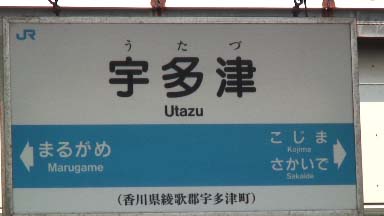 JR
うたづ
宇多津
Utazu
まるがめ
Marugame
こじま
Kojima
さかいで
Sakaide
(香川県綾歌郡宇多津町)